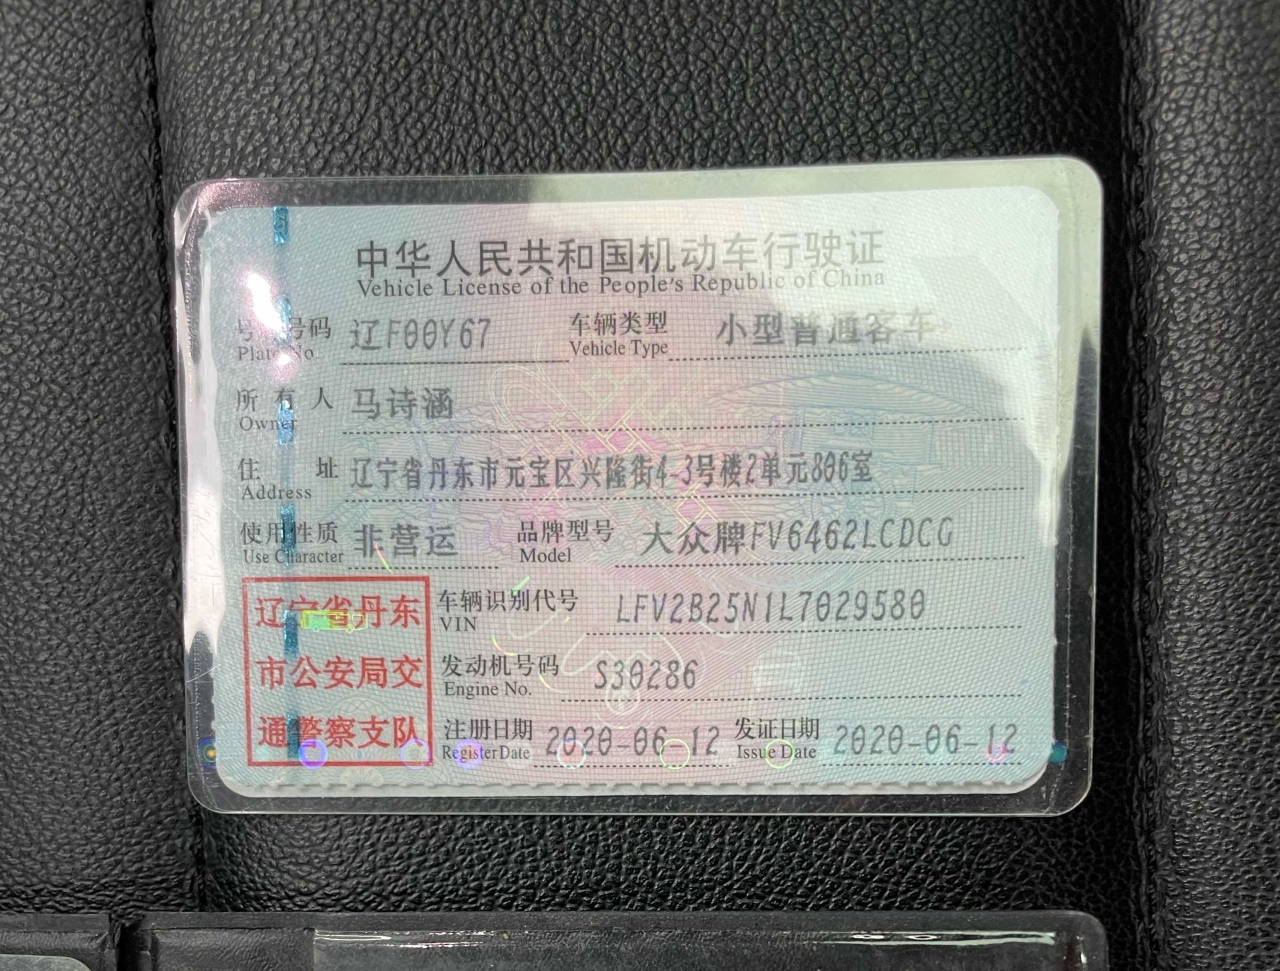 中华人民共和国机动车行驶证
Vehicle License of the People's Republic of China
号牌号码 辽F00Y67 车辆类型 小型普通客车
Plate No. Vehicle Type
所有人 马诗涵
Owner
住址 辽宁省丹东市元宝区兴隆街4-3号楼2单元806室
Address
使用性质 非营运 品牌型号 大众牌FV6462LCDCG
Use Character Model
车辆识别代号 LFV2B25N1L7029580
VIN
发动机号码 S30286
Engine No.
注册日期 2020-06-12 发证日期 2020-06-12
Register Date Issue Date
辽宁省丹东
市公安局交
通警察支队